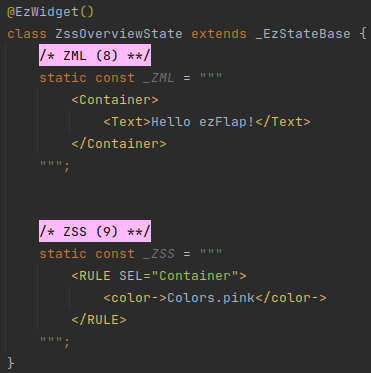 @EzWidget()
class ZssOverviewState extends _EzStateBase {
/* ZML (8) **/
static const _ZML = """
<Container>
<Text>Hello ezFlap!</Text>
</Container>
""";
/* ZSS (9) **/
static const _ZSS = """
<RULE SEL="Container">
<color->Colors.pink</color->
</RULE>
""";
}